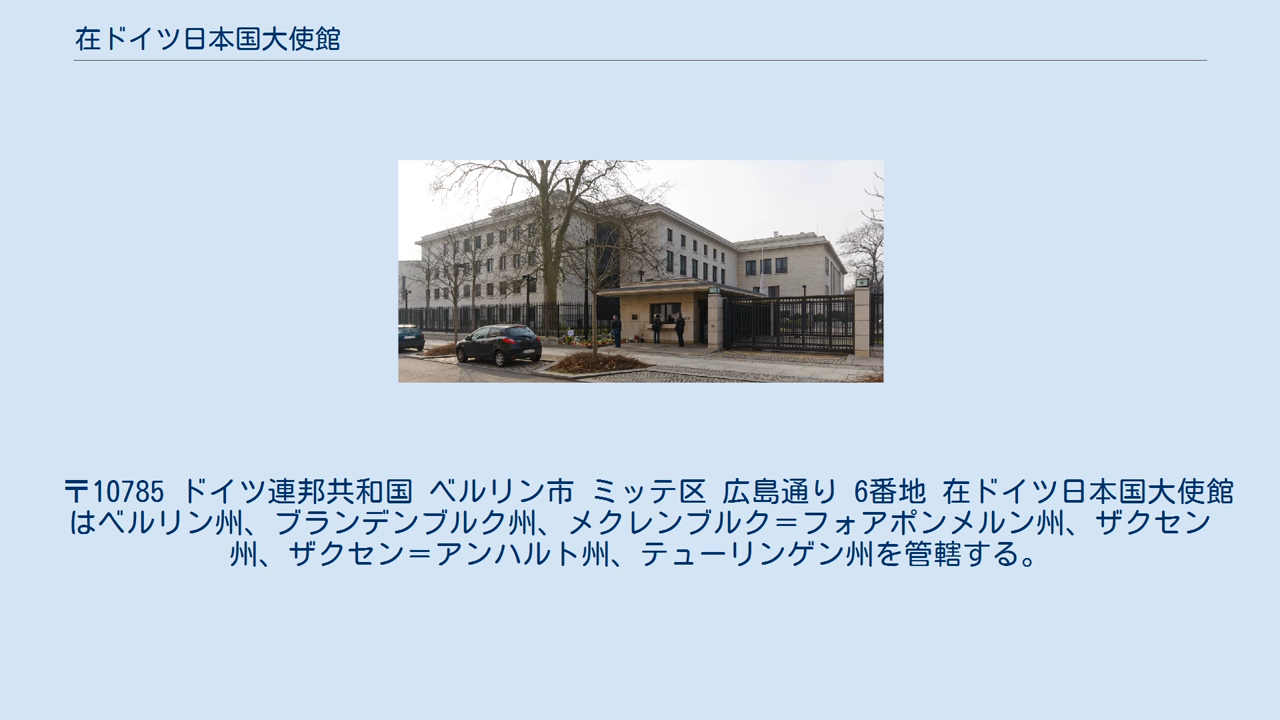 在ドイツ日本国大使館
〒10785 ドイツ連邦共和国 ベルリン市 ミッテ区 広島通り 6番地 在ドイツ日本国大使館
はベルリン州、ブランデンブルク州、メクレンブルク＝フォアポンメルン州、ザクセン
州、ザクセン＝アンハルト州、テューリンゲン州を管轄する。